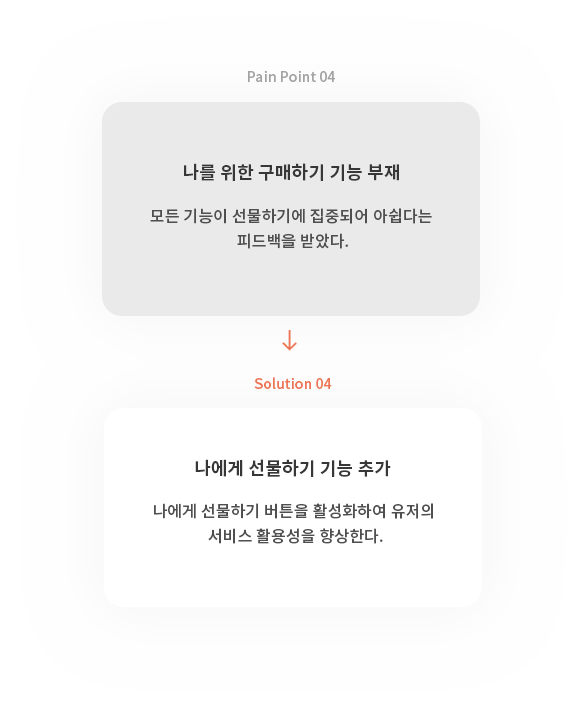 Pain Point 04
나를 위한 구매하기 기능 부재
모든 기능이 선물하기에 집중되어 아쉽다는
피드백을 받았다.
Solution 04
나에게 선물하기 기능 추가
나에게 선물하기 버튼을 활성화하여 유저의
서비스 활용성을 향상한다.